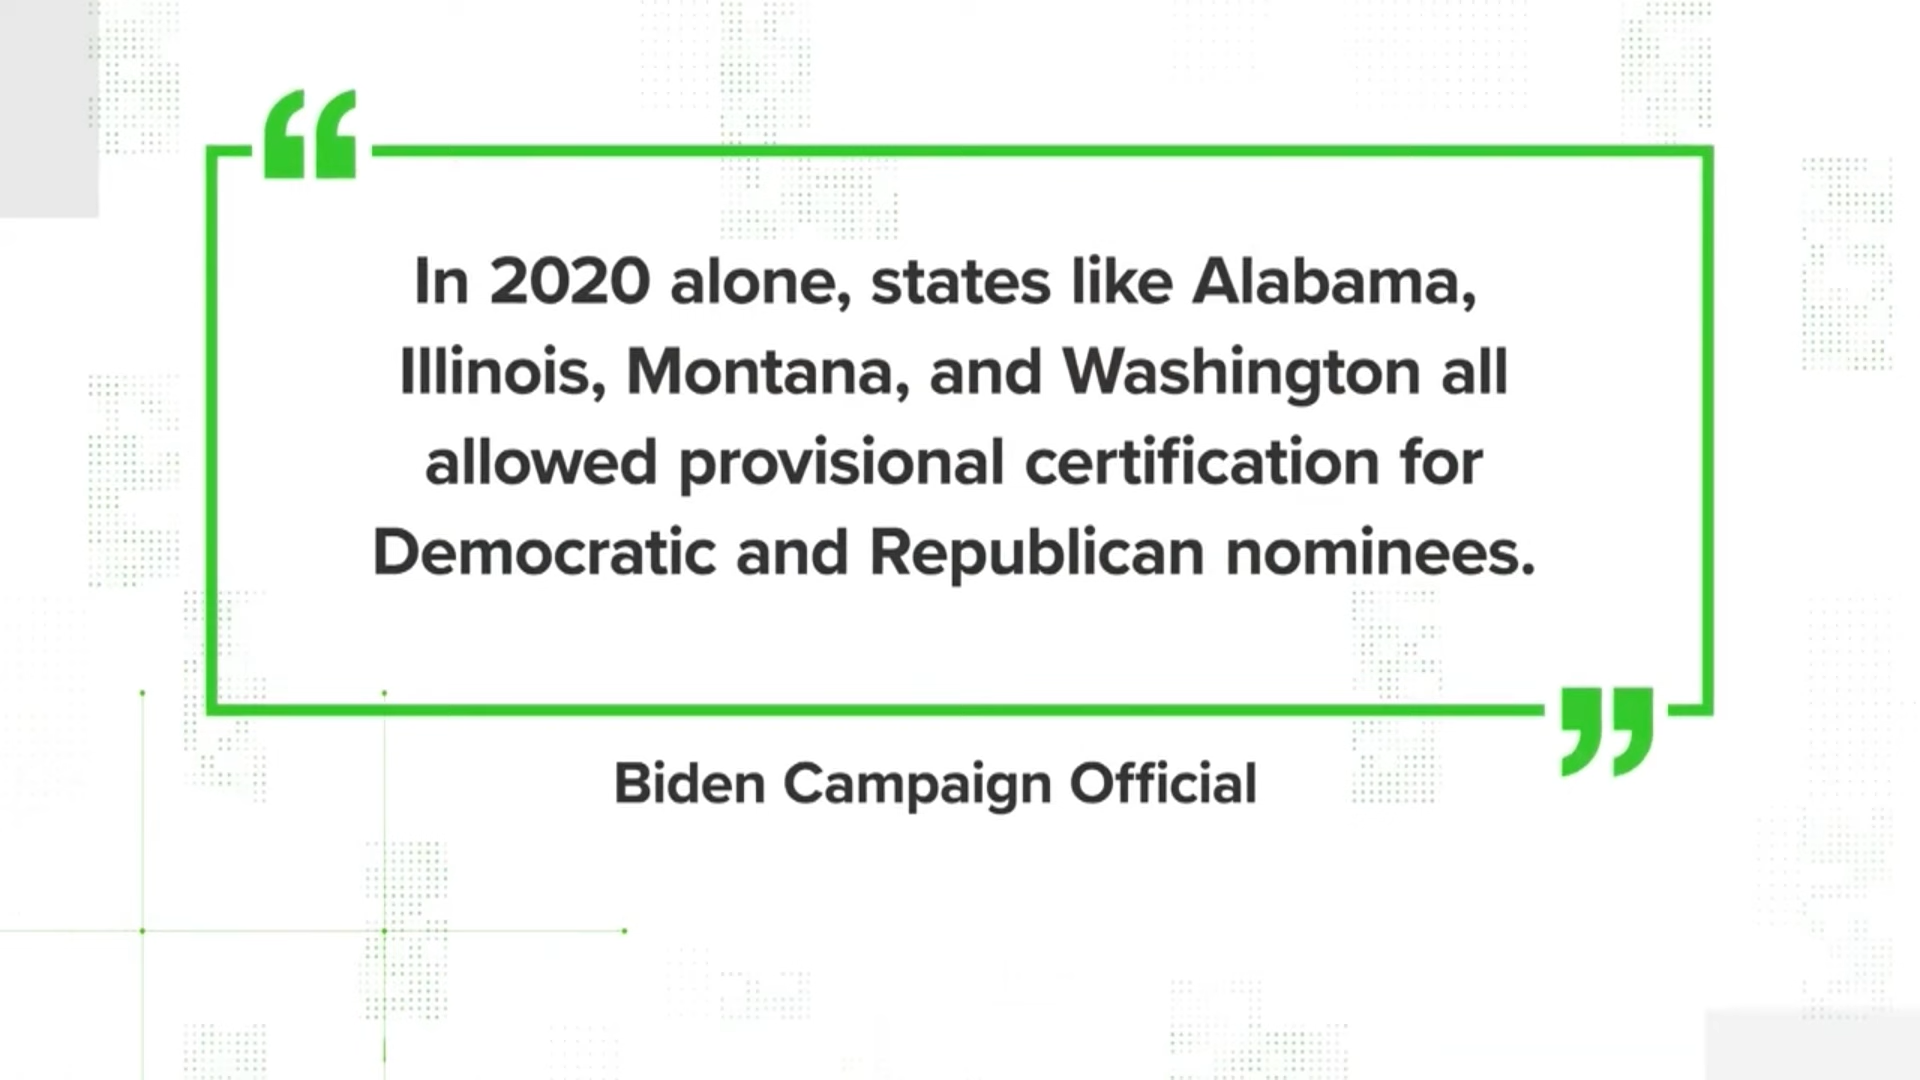 “
In 2020 alone, states like Alabama,
Illinois, Montana, and Washington all
allowed provisional certification for
Democratic and Republican nominees.
”
Biden Campaign Official